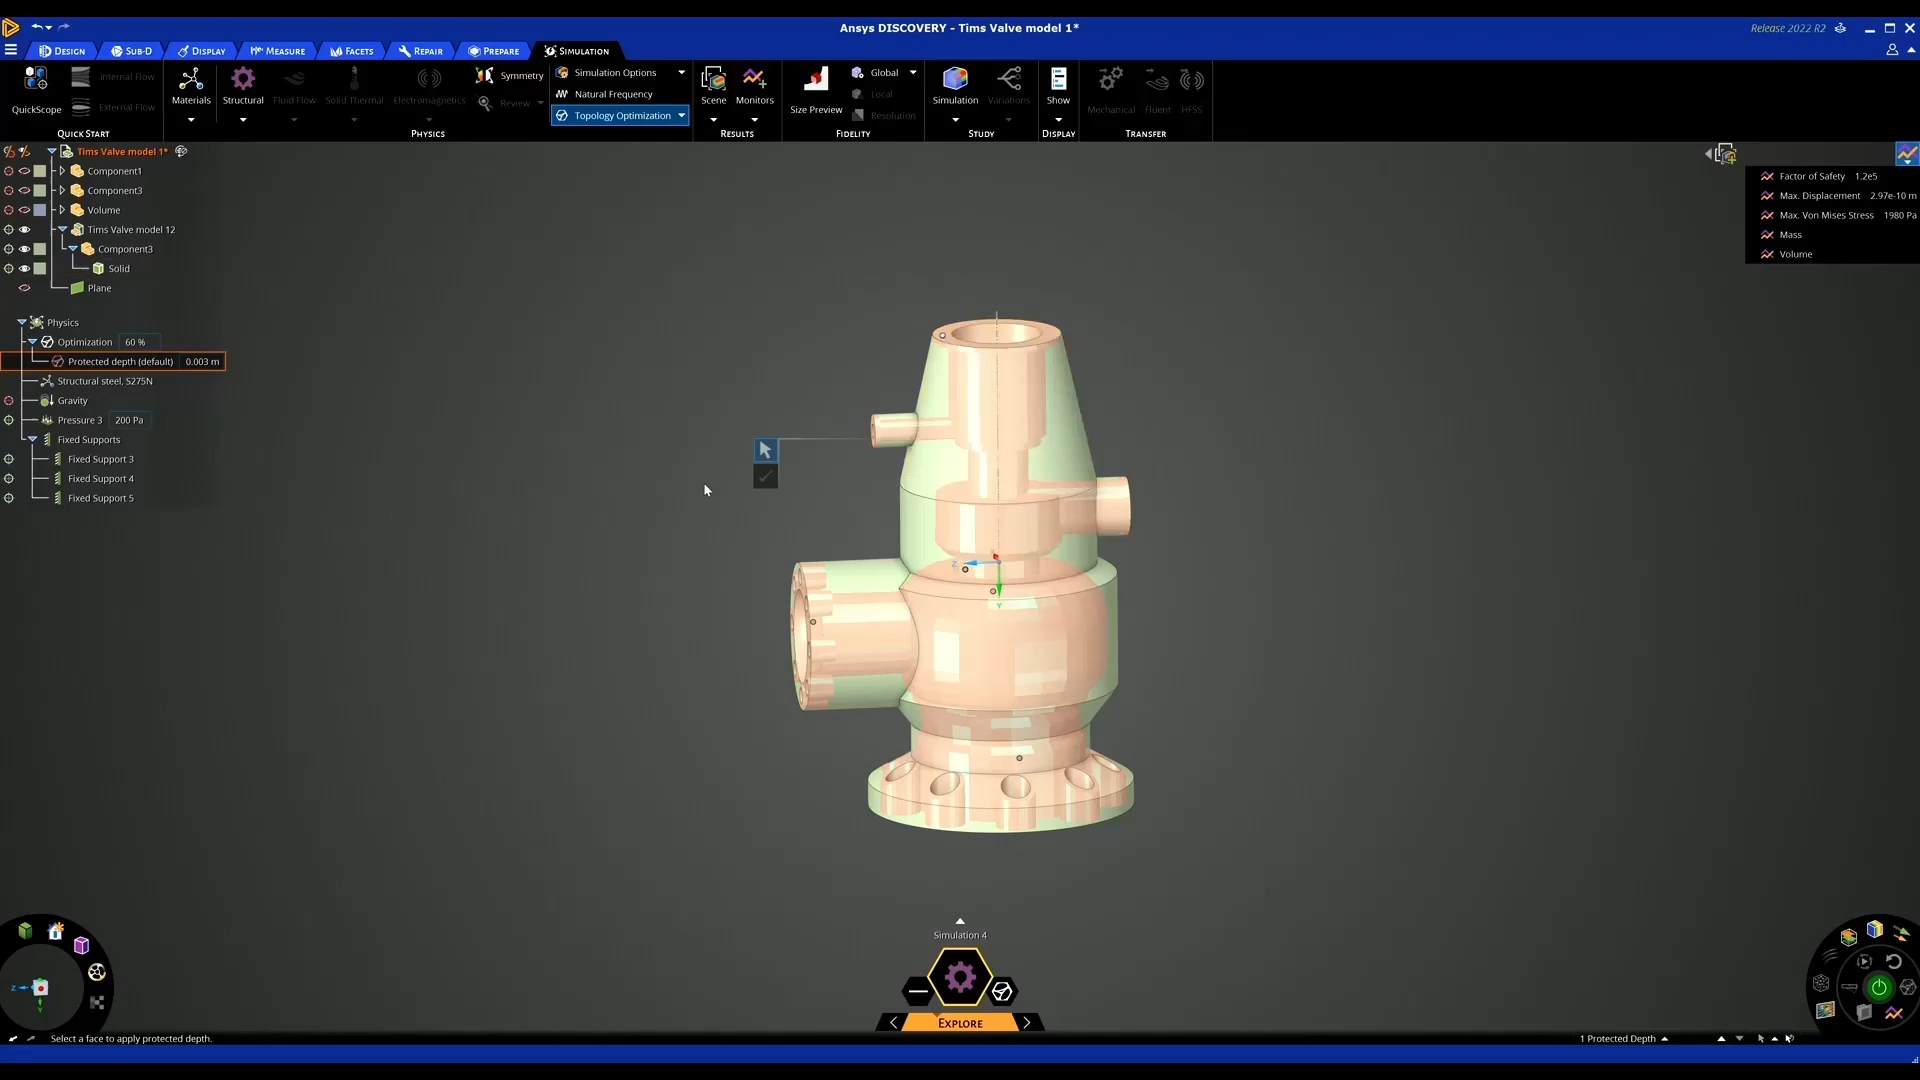 Ansys DISCOVERY - Tims Valve model 1*
Release 2022 R2
DESIGN
SUB-D
DISPLAY
MEASURE
FACETS
REPAIR
PREPARE
SIMULATION
QuickScope
Internal Flow
External Flow
QUICK START
Materials
Structural
Fluid Flow
Solid Thermal
Electromagnetics
Symmetry
Review
PHYSICS
Simulation Options
Natural Frequency
Topology Optimization
Scene
Monitors
RESULTS
Size Preview
Global
Local
Resolution
FIDELITY
Simulation
Variations
STUDY
Show
DISPLAY
Mechanical
Fluent
HFSS
TRANSFER
Tims Valve model 1*
Component1
Component3
Volume
Tims Valve model 12
Component3
Solid
Plane
Physics
Optimization 60 %
Protected depth (default) 0.003 m
Structural steel, S275N
Gravity
Pressure 3 200 Pa
Fixed Supports
Fixed Support 3
Fixed Support 4
Fixed Support 5
Factor of Safety 1.2e5
Max. Displacement 2.97e-10 m
Max. Von Mises Stress 1980 Pa
Mass
Volume
Z
Y
Simulation 4
EXPLORE
Z
Y
Select a face to apply protected depth.
1 Protected Depth